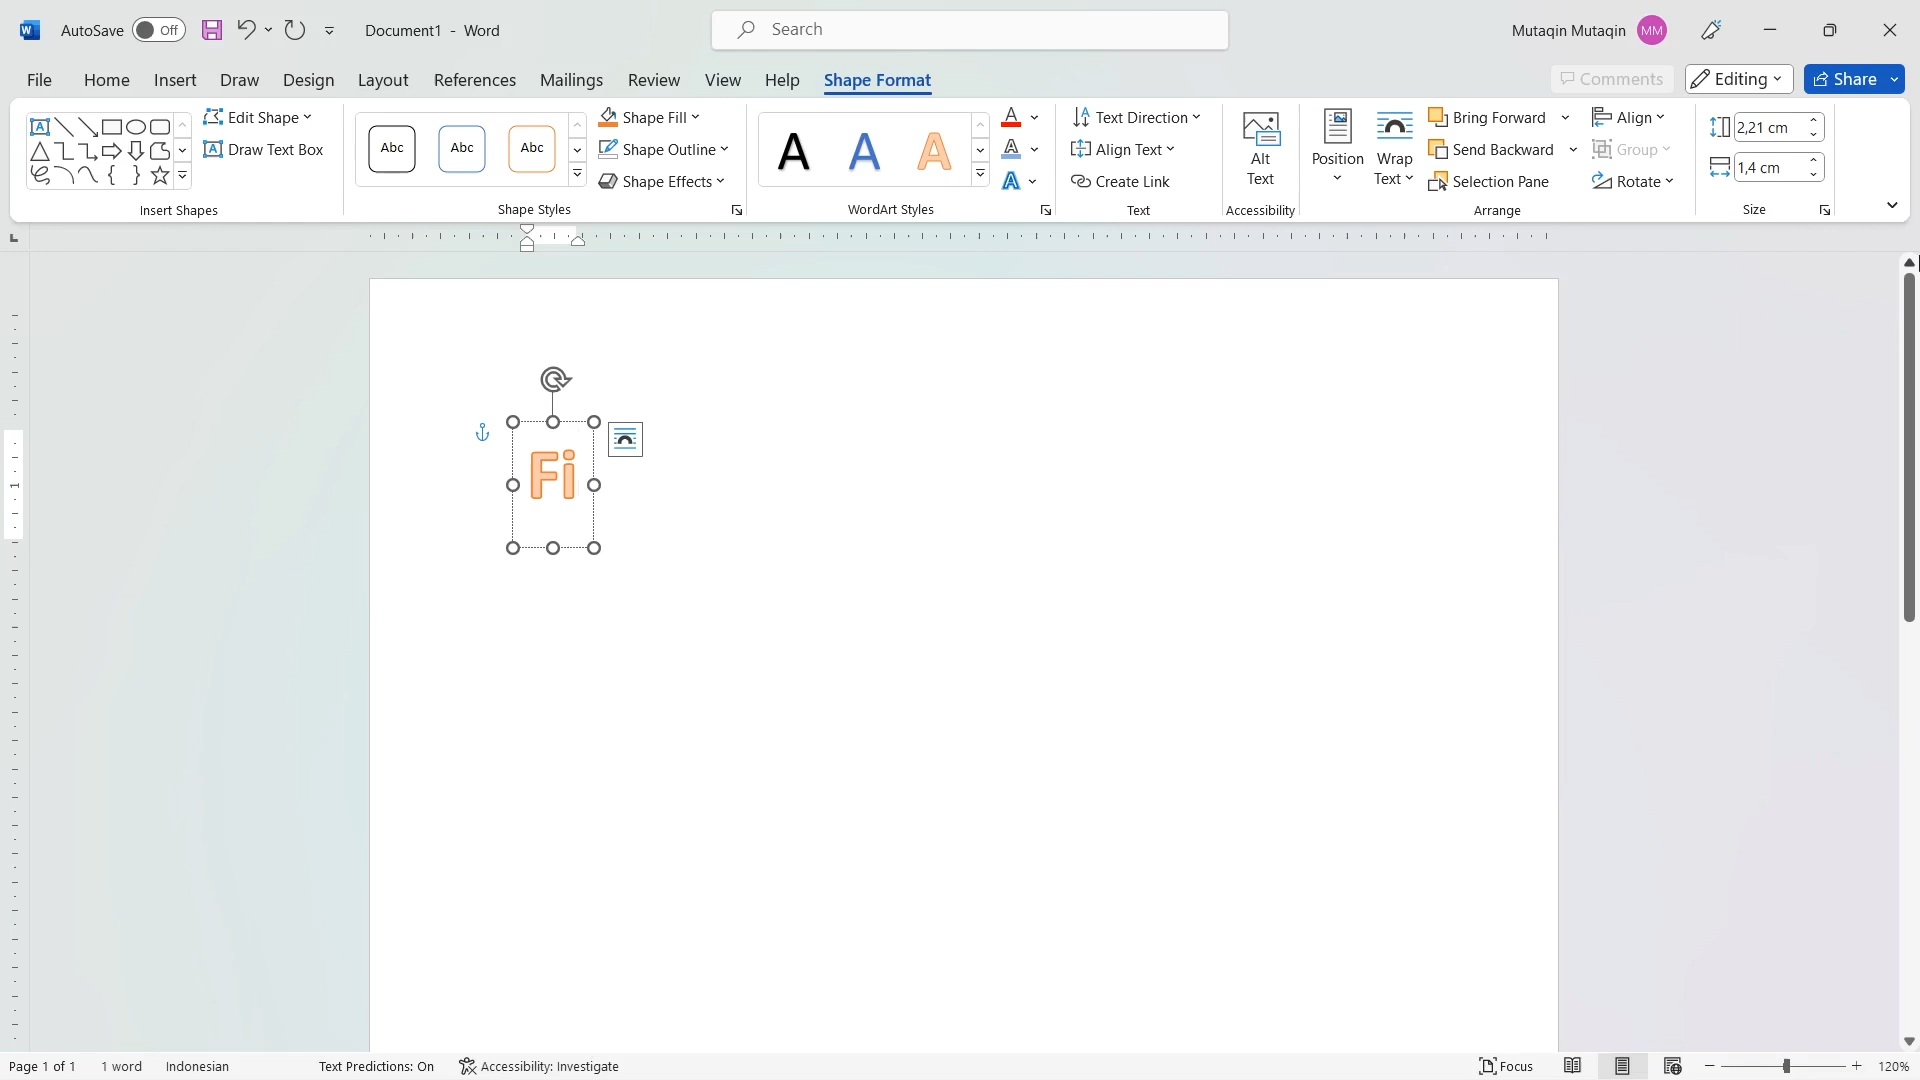 AutoSave Off Document1 - Word Search Mutaqin Mutaqin MM
File Home Insert Draw Design Layout References Mailings Review View Help Shape Format Comments Editing Share
Edit Shape
Draw Text Box
Insert Shapes
Abc Abc Abc
Shape Fill
Shape Outline
Shape Effects
Shape Styles
A A A
WordArt Styles
Text Direction
Align Text
Create Link
Text
Alt
Text
Accessibility
Position
Wrap
Text
Bring Forward
Send Backward
Selection Pane
Align
Group
Rotate
Arrange
2,21 cm
1,4 cm
Size
1
Fi
Page 1 of 1 1 word Indonesian Text Predictions: On Accessibility: Investigate Focus 120%